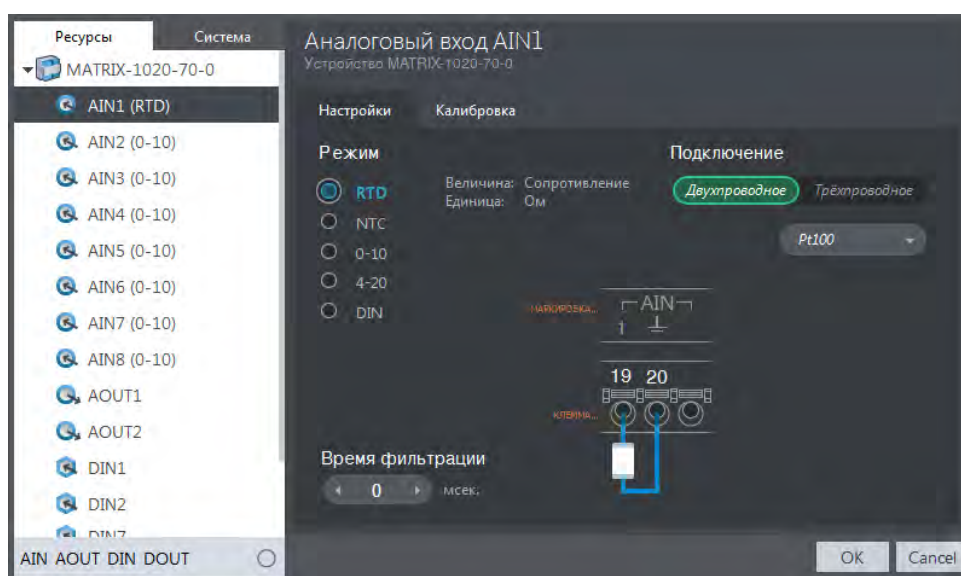 Ресурсы
Система
MATRIX-1020-70-0
AIN1 (RTD)
AIN2 (0-10)
AIN3 (0-10)
AIN4 (0-10)
AIN5 (0-10)
AIN6 (0-10)
AIN7 (0-10)
AIN8 (0-10)
AOUT1
AOUT2
DIN1
DIN2
AIN AOUT DIN DOUT
Аналоговый вход AIN1
Устройство MATRIX-1020-70-0
Настройки
Калибровка
Режим
RTD
NTC
0-10
4-20
DIN
Величина: Сопротивление
Единица: Ом
Подключение
Двухпроводное
Трёхпроводное
Pt100
МАРКИРОВКА...
AIN
1
19 20
КЛЕММА...
Время фильтрации
0 мсек;
OK
Cancel